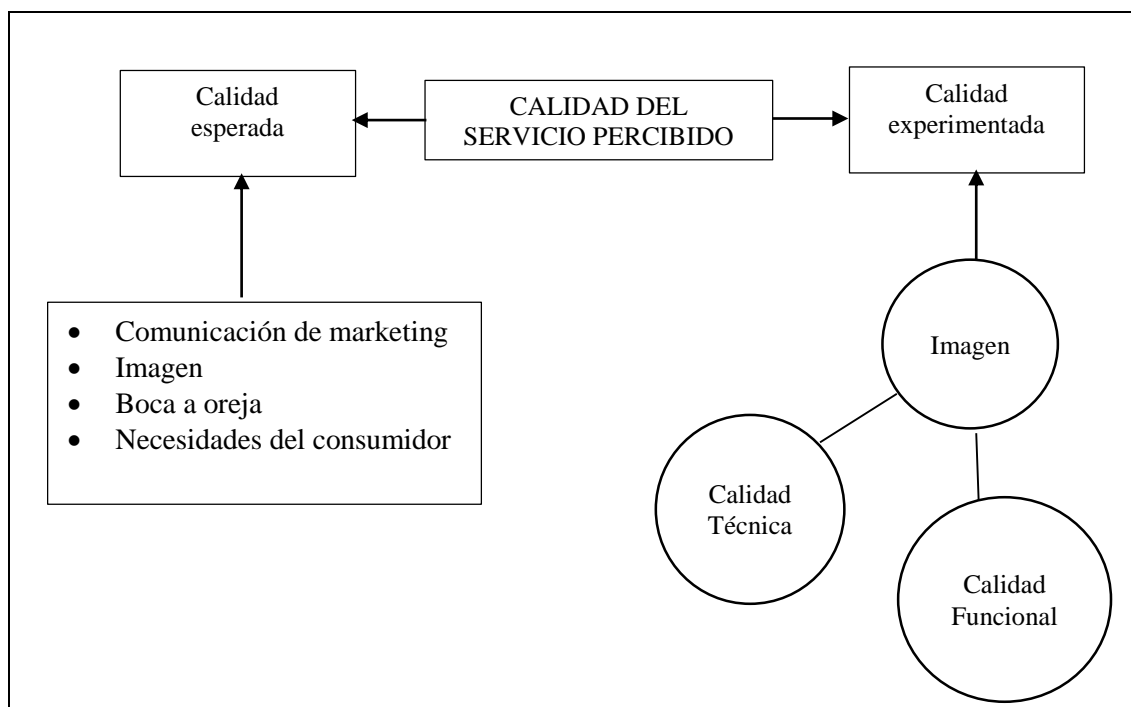 Calidad
esperada
CALIDAD DEL
SERVICIO PERCIBIDO
Calidad
experimentada
• Comunicación de marketing
• Imagen
• Boca a oreja
• Necesidades del consumidor
Imagen
Calidad
Técnica
Calidad
Funcional